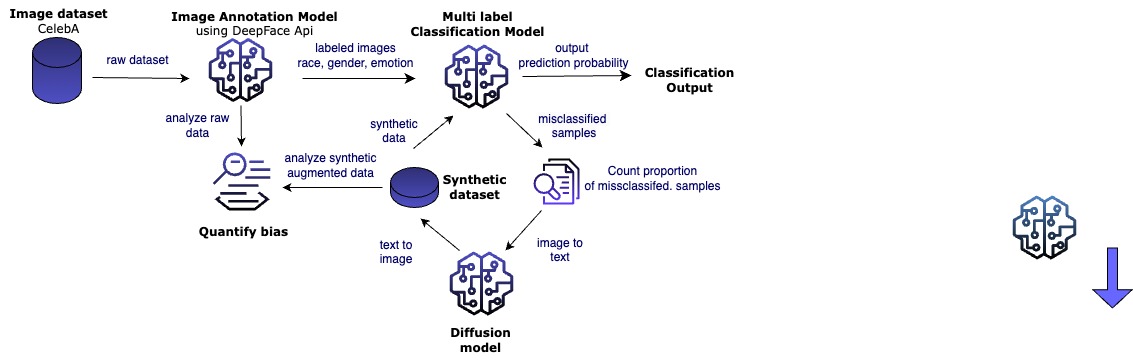 Image dataset
CelebA
raw dataset
Image Annotation Model
using DeepFace Api
labeled images
race, gender, emotion
Multi label
Classification Model
output
prediction probability
Classification
Output
analyze raw
data
synthetic
data
misclassified
samples
analyze synthetic
augmented data
Synthetic
dataset
Count proportion
of missclassifed. samples
Quantify bias
text to
image
image to
text
Diffusion
model